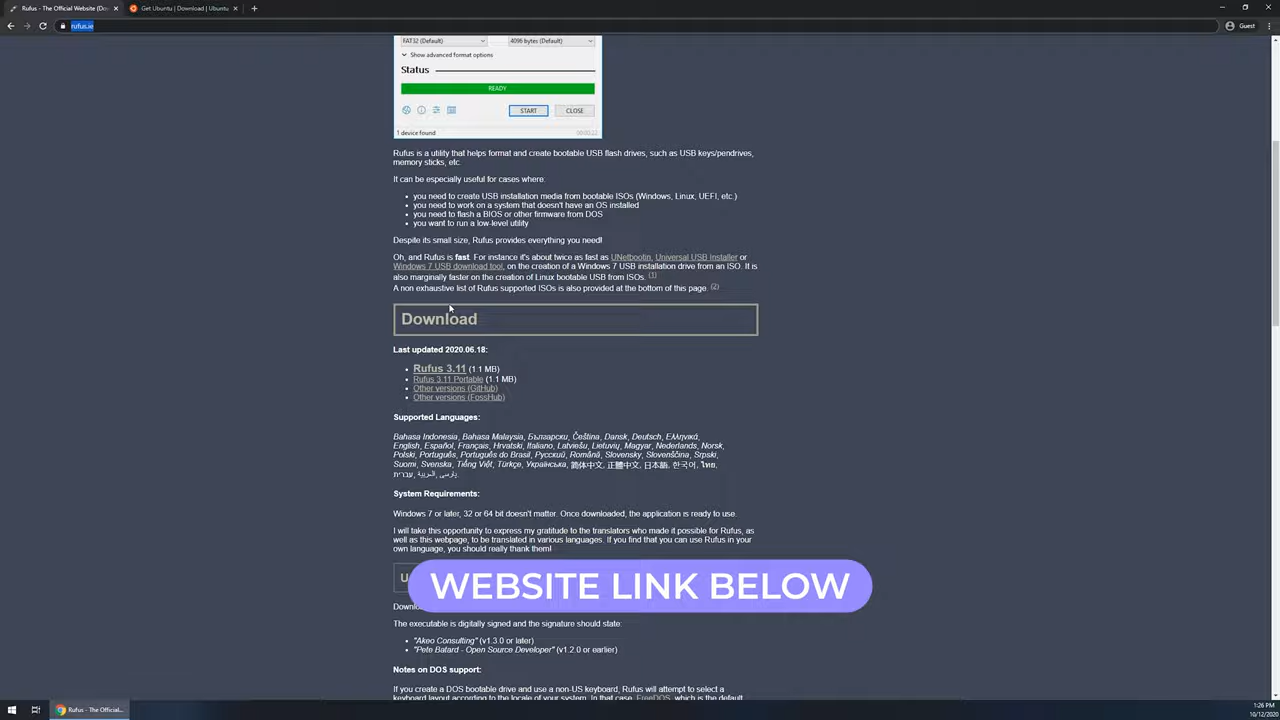 Rufus - The Official Website (Do
Get Ubuntu | Download | Ubuntu
rufus.ie
Guest
FAT32 (Default)
4096 bytes (Default)
Show advanced format options
Status
READY
START
CLOSE
1 device found
00:00:22
Rufus is a utility that helps format and create bootable USB flash drives, such as USB keys/pendrives,
memory sticks, etc.
It can be especially useful for cases where:
you need to create USB installation media from bootable ISOs (Windows, Linux, UEFI, etc.)
you need to work on a system that doesn't have an OS installed
you need to flash a BIOS or other firmware from DOS
you want to run a low-level utility
Despite its small size, Rufus provides everything you need!
Oh, and Rufus is fast. For instance it's about twice as fast as UNetbootin, Universal USB Installer or
Windows 7 USB download tool, on the creation of a Windows 7 USB installation drive from an ISO. It is
also marginally faster on the creation of Linux bootable USB from ISOs. (1)
A non exhaustive list of Rufus supported ISOs is also provided at the bottom of this page. (2)
Download
Last updated 2020.06.18:
Rufus 3.11 (1.1 MB)
Rufus 3.11 Portable (1.1 MB)
Other versions (GitHub)
Other versions (FossHub)
Supported Languages:
Bahasa Indonesia, Bahasa Malaysia, Български, Čeština, Dansk, Deutsch, Ελληνικά,
English, Español, Français, Hrvatski, Italiano, Latviešu, Lietuvių, Magyar, Nederlands, Norsk,
Polski, Português, Português do Brasil, Русский, Română, Slovensky, Slovenščina, Srpski,
Suomi, Svenska, Tiếng Việt, Türkçe, Українська, 简体中文, 正體中文, 日本語, 한국어, ไทย,
עברית, العربية, پارسی.
System Requirements:
Windows 7 or later, 32 or 64 bit doesn't matter. Once downloaded, the application is ready to use.
I will take this opportunity to express my gratitude to the translators who made it possible for Rufus, as
well as this webpage, to be translated in various languages. If you find that you can use Rufus in your
own language, you should really thank them!
U
WEBSITE LINK BELOW
Downlo
The executable is digitally signed and the signature should state:
"Akeo Consulting" (v1.3.0 or later)
"Pete Batard - Open Source Developer" (v1.2.0 or earlier)
Notes on DOS support:
If you create a DOS bootable drive and use a non-US keyboard, Rufus will attempt to select a
keyboard layout according to the locale of your system. In that case, FreeDOS, which is the default
Rufus - The Official...
1:26 PM
10/12/2020